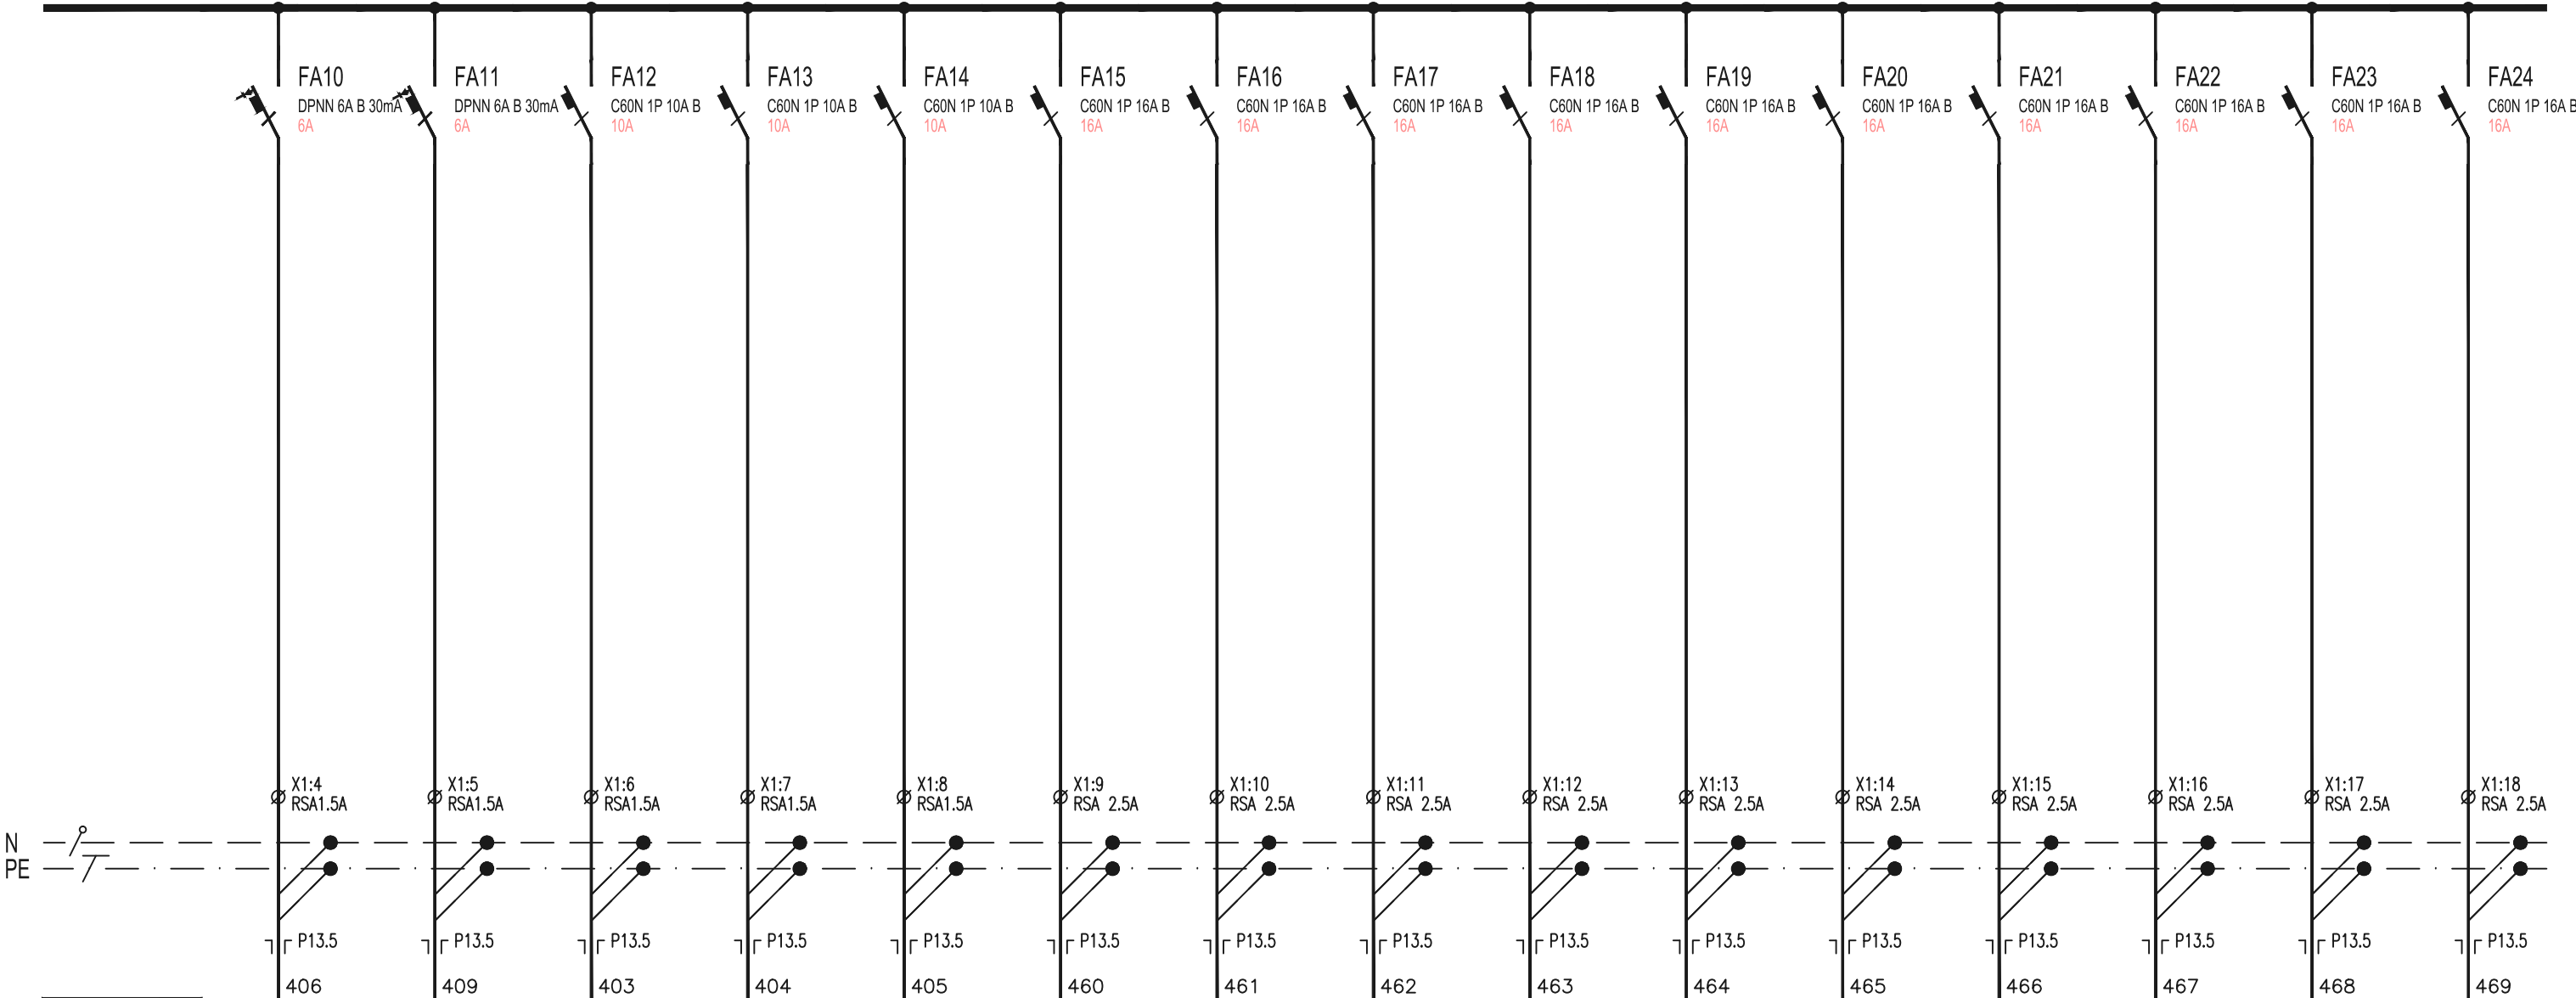 FA10 FA11 FA12 FA13 FA14 FA15 FA16 FA17 FA18 FA19 FA20 FA21 FA22 FA23 FA24
DPNN 6A B 30mA DPNN 6A B 30mA C60N 1P 10A B C60N 1P 10A B C60N 1P 10A B C60N 1P 16A B C60N 1P 16A B C60N 1P 16A B C60N 1P 16A B C60N 1P 16A B C60N 1P 16A B C60N 1P 16A B C60N 1P 16A B C60N 1P 16A B C60N 1P 16A B
6A 6A 10A 10A 10A 16A 16A 16A 16A 16A 16A 16A 16A 16A 16A
X1:4 X1:5 X1:6 X1:7 X1:8 X1:9 X1:10 X1:11 X1:12 X1:13 X1:14 X1:15 X1:16 X1:17 X1:18
RSA1.5A RSA1.5A RSA1.5A RSA1.5A RSA1.5A RSA 2.5A RSA 2.5A RSA 2.5A RSA 2.5A RSA 2.5A RSA 2.5A RSA 2.5A RSA 2.5A RSA 2.5A RSA 2.5A
N
PE
P13.5 P13.5 P13.5 P13.5 P13.5 P13.5 P13.5 P13.5 P13.5 P13.5 P13.5 P13.5 P13.5 P13.5 P13.5
406 409 403 404 405 460 461 462 463 464 465 466 467 468 469